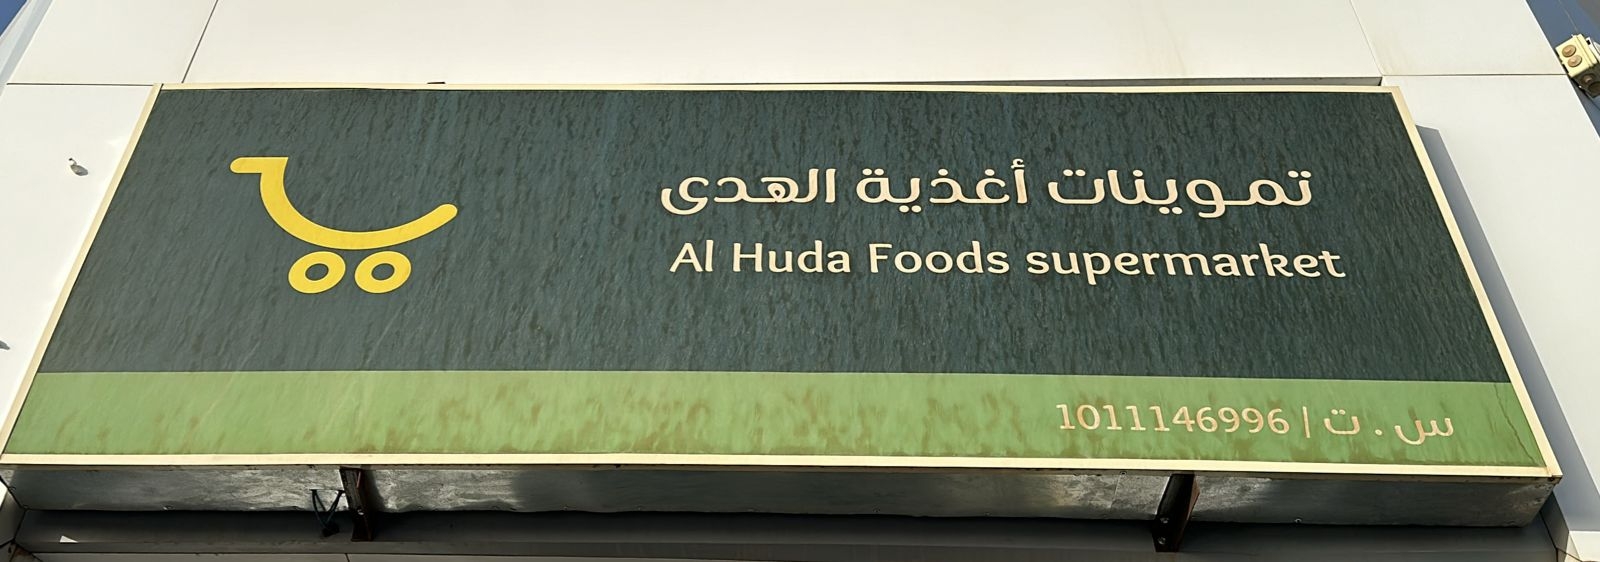 تموينات أغذية الهدى
Al Huda Foods supermarket
س . ت / 1011146996